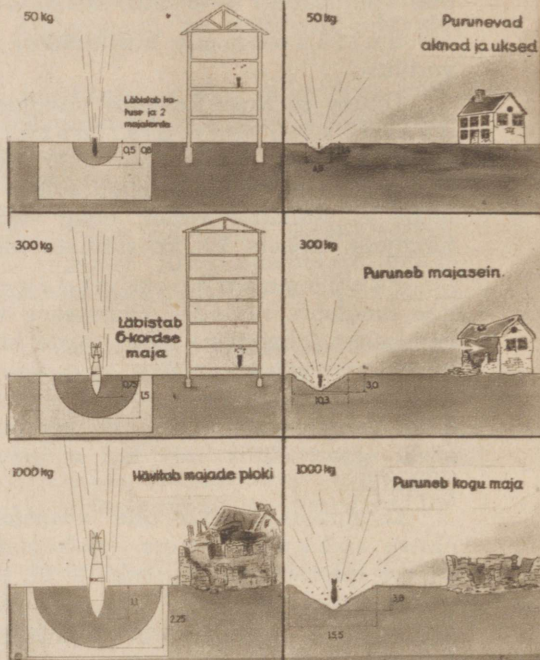 50 kg.
Läbistab ka-
tuse ja 2
majakorda
0,5 0,8
50 kg.
Purunevad
aknad ja uksed
300 kg.
Läbistab
6-kordse
maja
0,75
1,5
300 kg
Puruneb majasein.
10,3
3,0
1000 kg
Hävitab majade ploki
1,1
2,25
1000 kg
Puruneb kogu maja
3,8
15,5